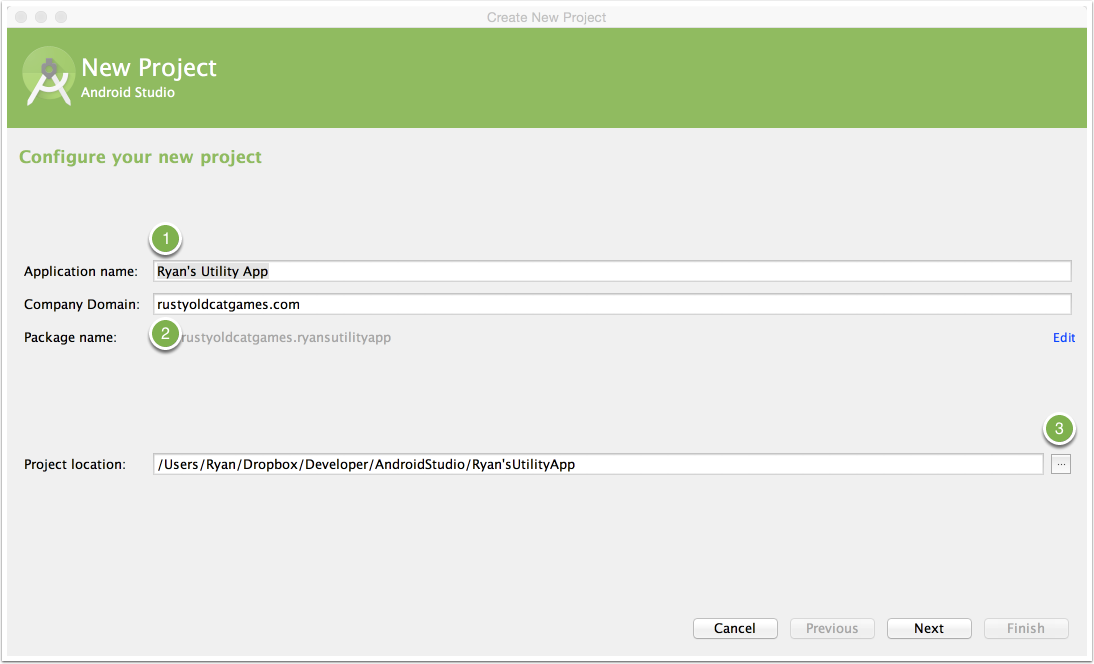 Create New Project
New Project
Android Studio
Configure your new project
1
Application name: Ryan's Utility App
Company Domain: rustyoldcatgames.com
Package name: 2 rustyoldcatgames.ryansutilityapp Edit
3
Project location: /Users/Ryan/Dropbox/Developer/AndroidStudio/Ryan'sUtilityApp ...
Cancel Previous Next Finish